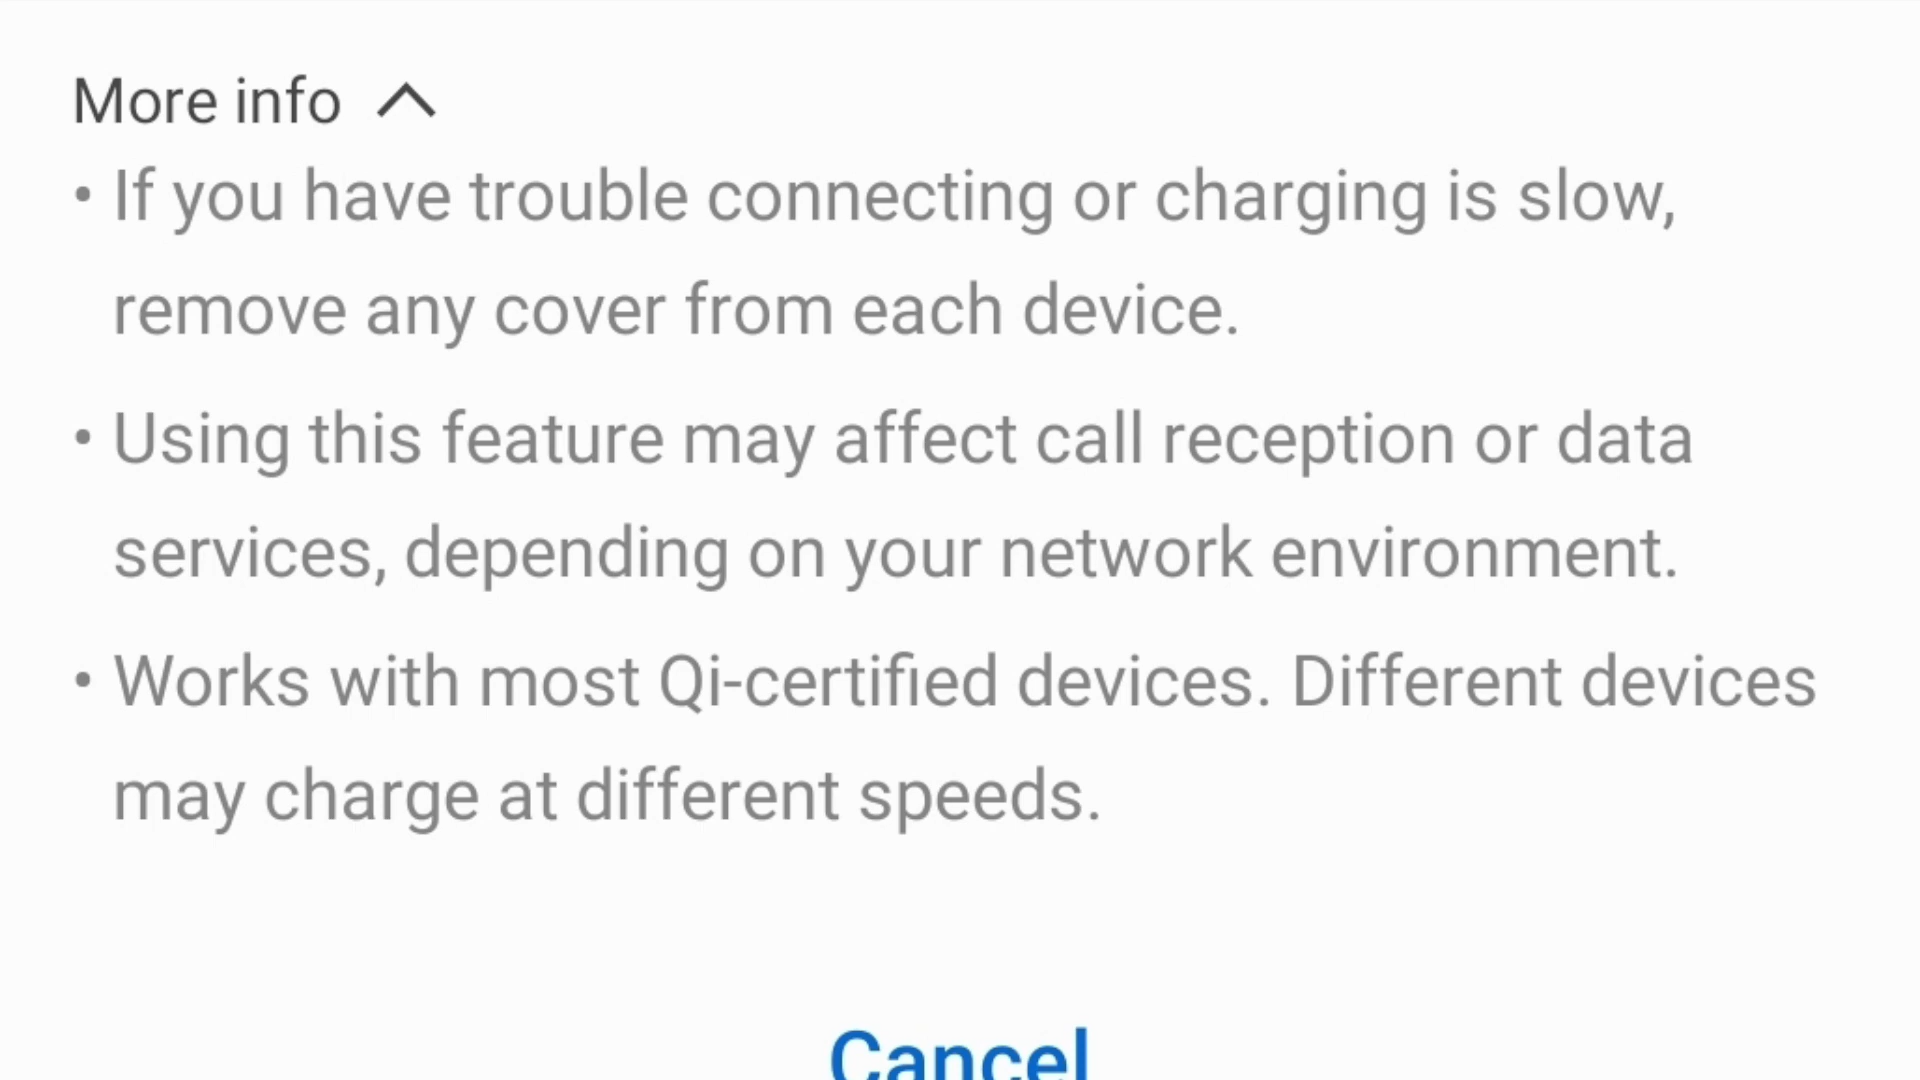 More info
• If you have trouble connecting or charging is slow,
remove any cover from each device.
• Using this feature may affect call reception or data
services, depending on your network environment.
• Works with most Qi-certified devices. Different devices
may charge at different speeds.
Cancel